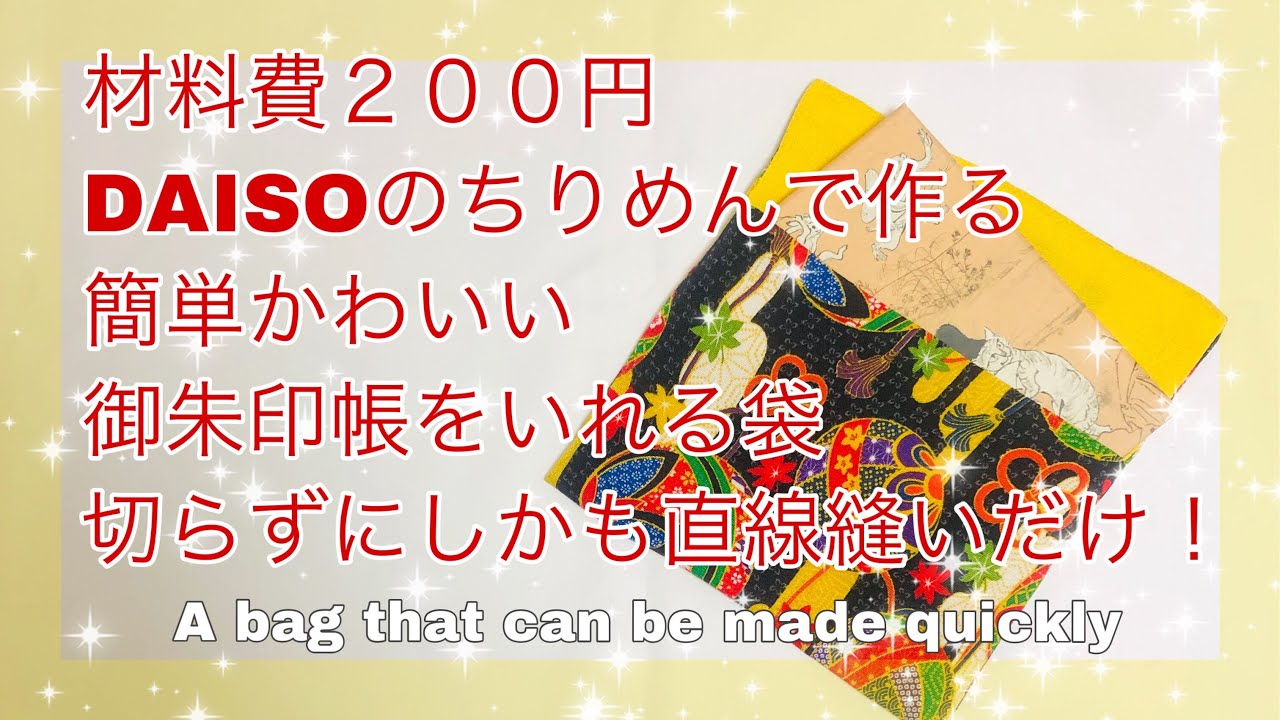 材料費２００円
DAISOのちりめんで作る
簡単かわいい
御朱印帳をいれる袋
切らずにしかも直線縫いだけ！
A bag that can be made quickly